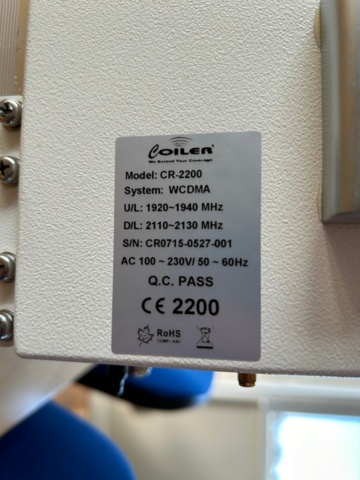 COILER
We Extend Your Coverage
Model: CR-2200
System: WCDMA
U/L: 1920~1940 MHz
D/L: 2110~2130 MHz
S/N: CR0715-0527-001
AC 100 ~ 230V/ 50 ~ 60Hz
Q.C. PASS
CE 2200
RoHS
COMPLIANT